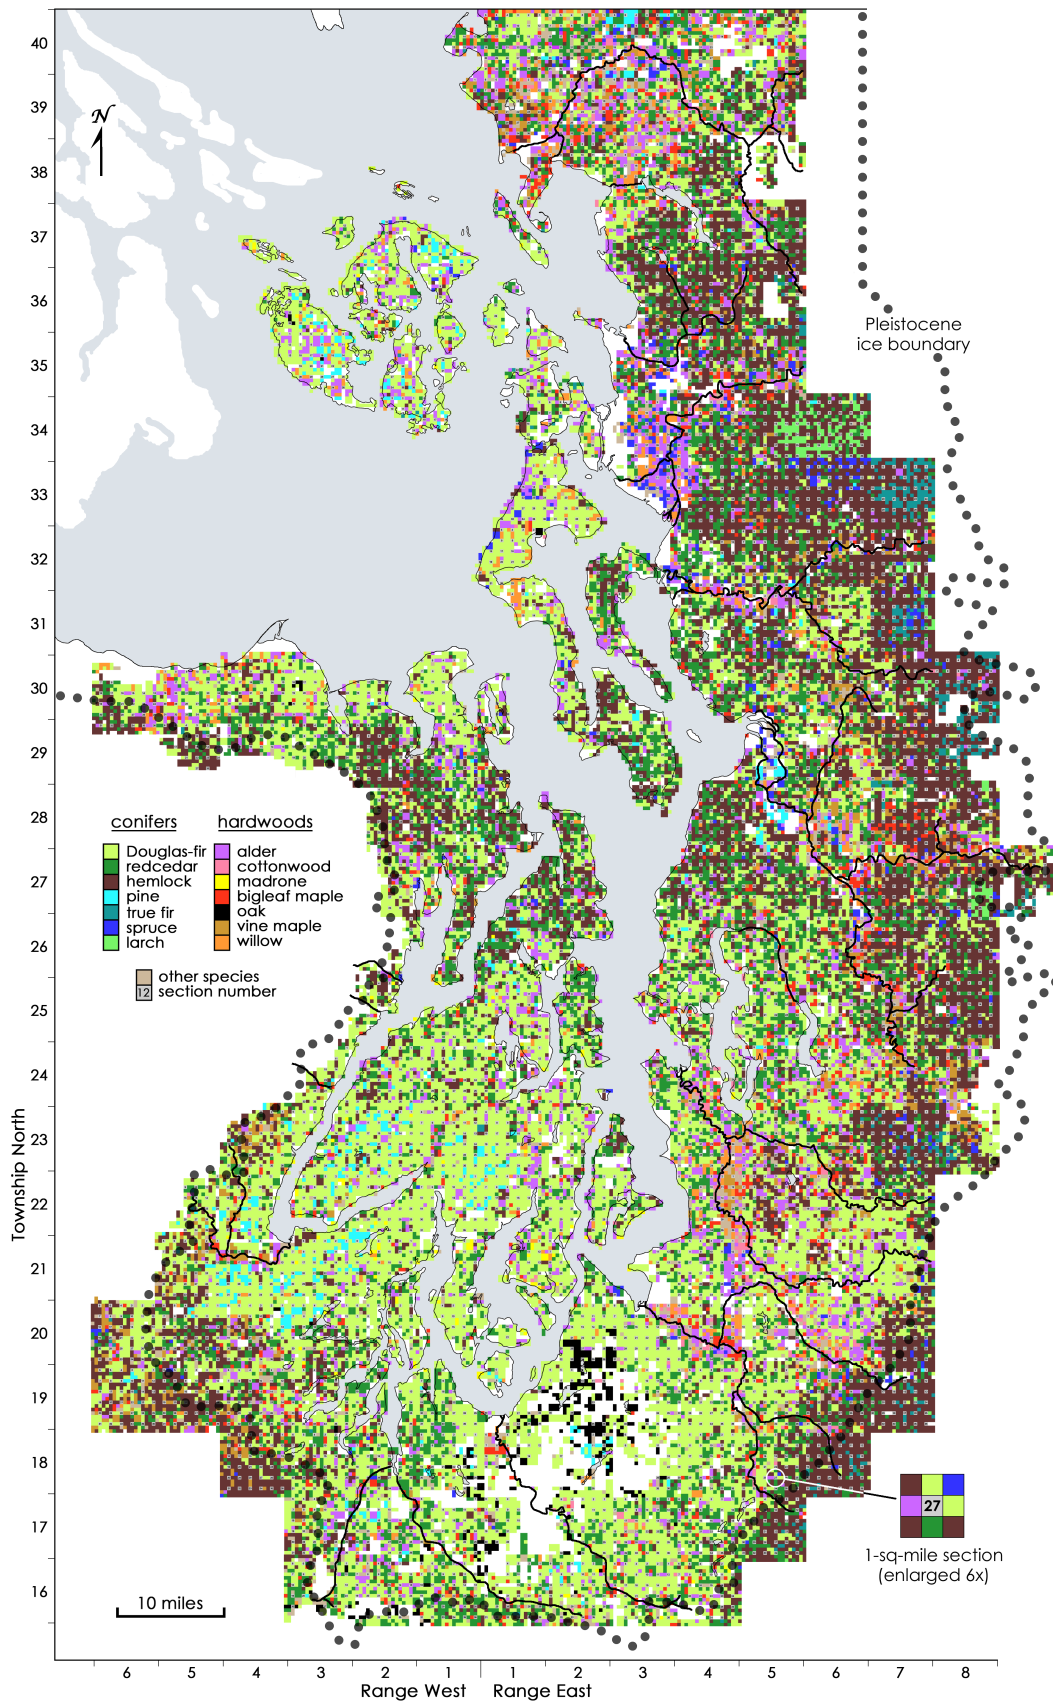 40
N
39
38
37
36
Pleistocene
ice boundary
35
34
33
32
31
30
29
28
conifers
hardwoods
Douglas-fir
alder
redcedar
cottonwood
hemlock
madrone
pine
bigleaf maple
true fir
oak
spruce
vine maple
larch
willow
other species
12 section number
27
26
25
24
23
Township North
22
21
20
19
18
17
27
1-sq-mile section
(enlarged 6x)
16
10 miles
6 5 4 3 2 1 1 2 3 4 5 6 7 8
Range West Range East